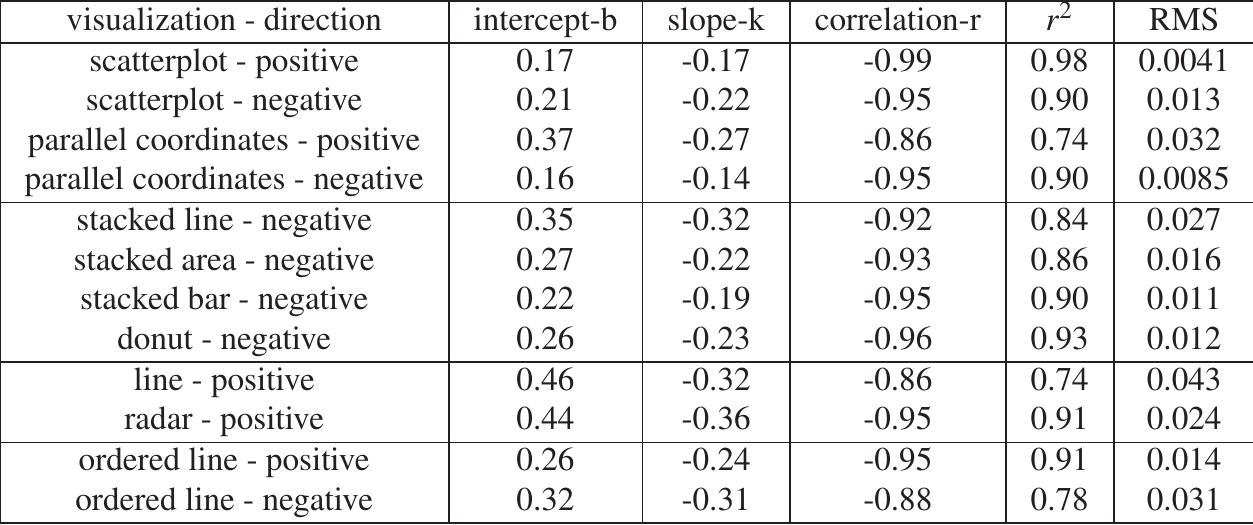 visualization - direction intercept-b slope-k correlation-r r² RMS
scatterplot - positive 0.17 -0.17 -0.99 0.98 0.0041
scatterplot - negative 0.21 -0.22 -0.95 0.90 0.013
parallel coordinates - positive 0.37 -0.27 -0.86 0.74 0.032
parallel coordinates - negative 0.16 -0.14 -0.95 0.90 0.0085
stacked line - negative 0.35 -0.32 -0.92 0.84 0.027
stacked area - negative 0.27 -0.22 -0.93 0.86 0.016
stacked bar - negative 0.22 -0.19 -0.95 0.90 0.011
donut - negative 0.26 -0.23 -0.96 0.93 0.012
line - positive 0.46 -0.32 -0.86 0.74 0.043
radar - positive 0.44 -0.36 -0.95 0.91 0.024
ordered line - positive 0.26 -0.24 -0.95 0.91 0.014
ordered line - negative 0.32 -0.31 -0.88 0.78 0.031